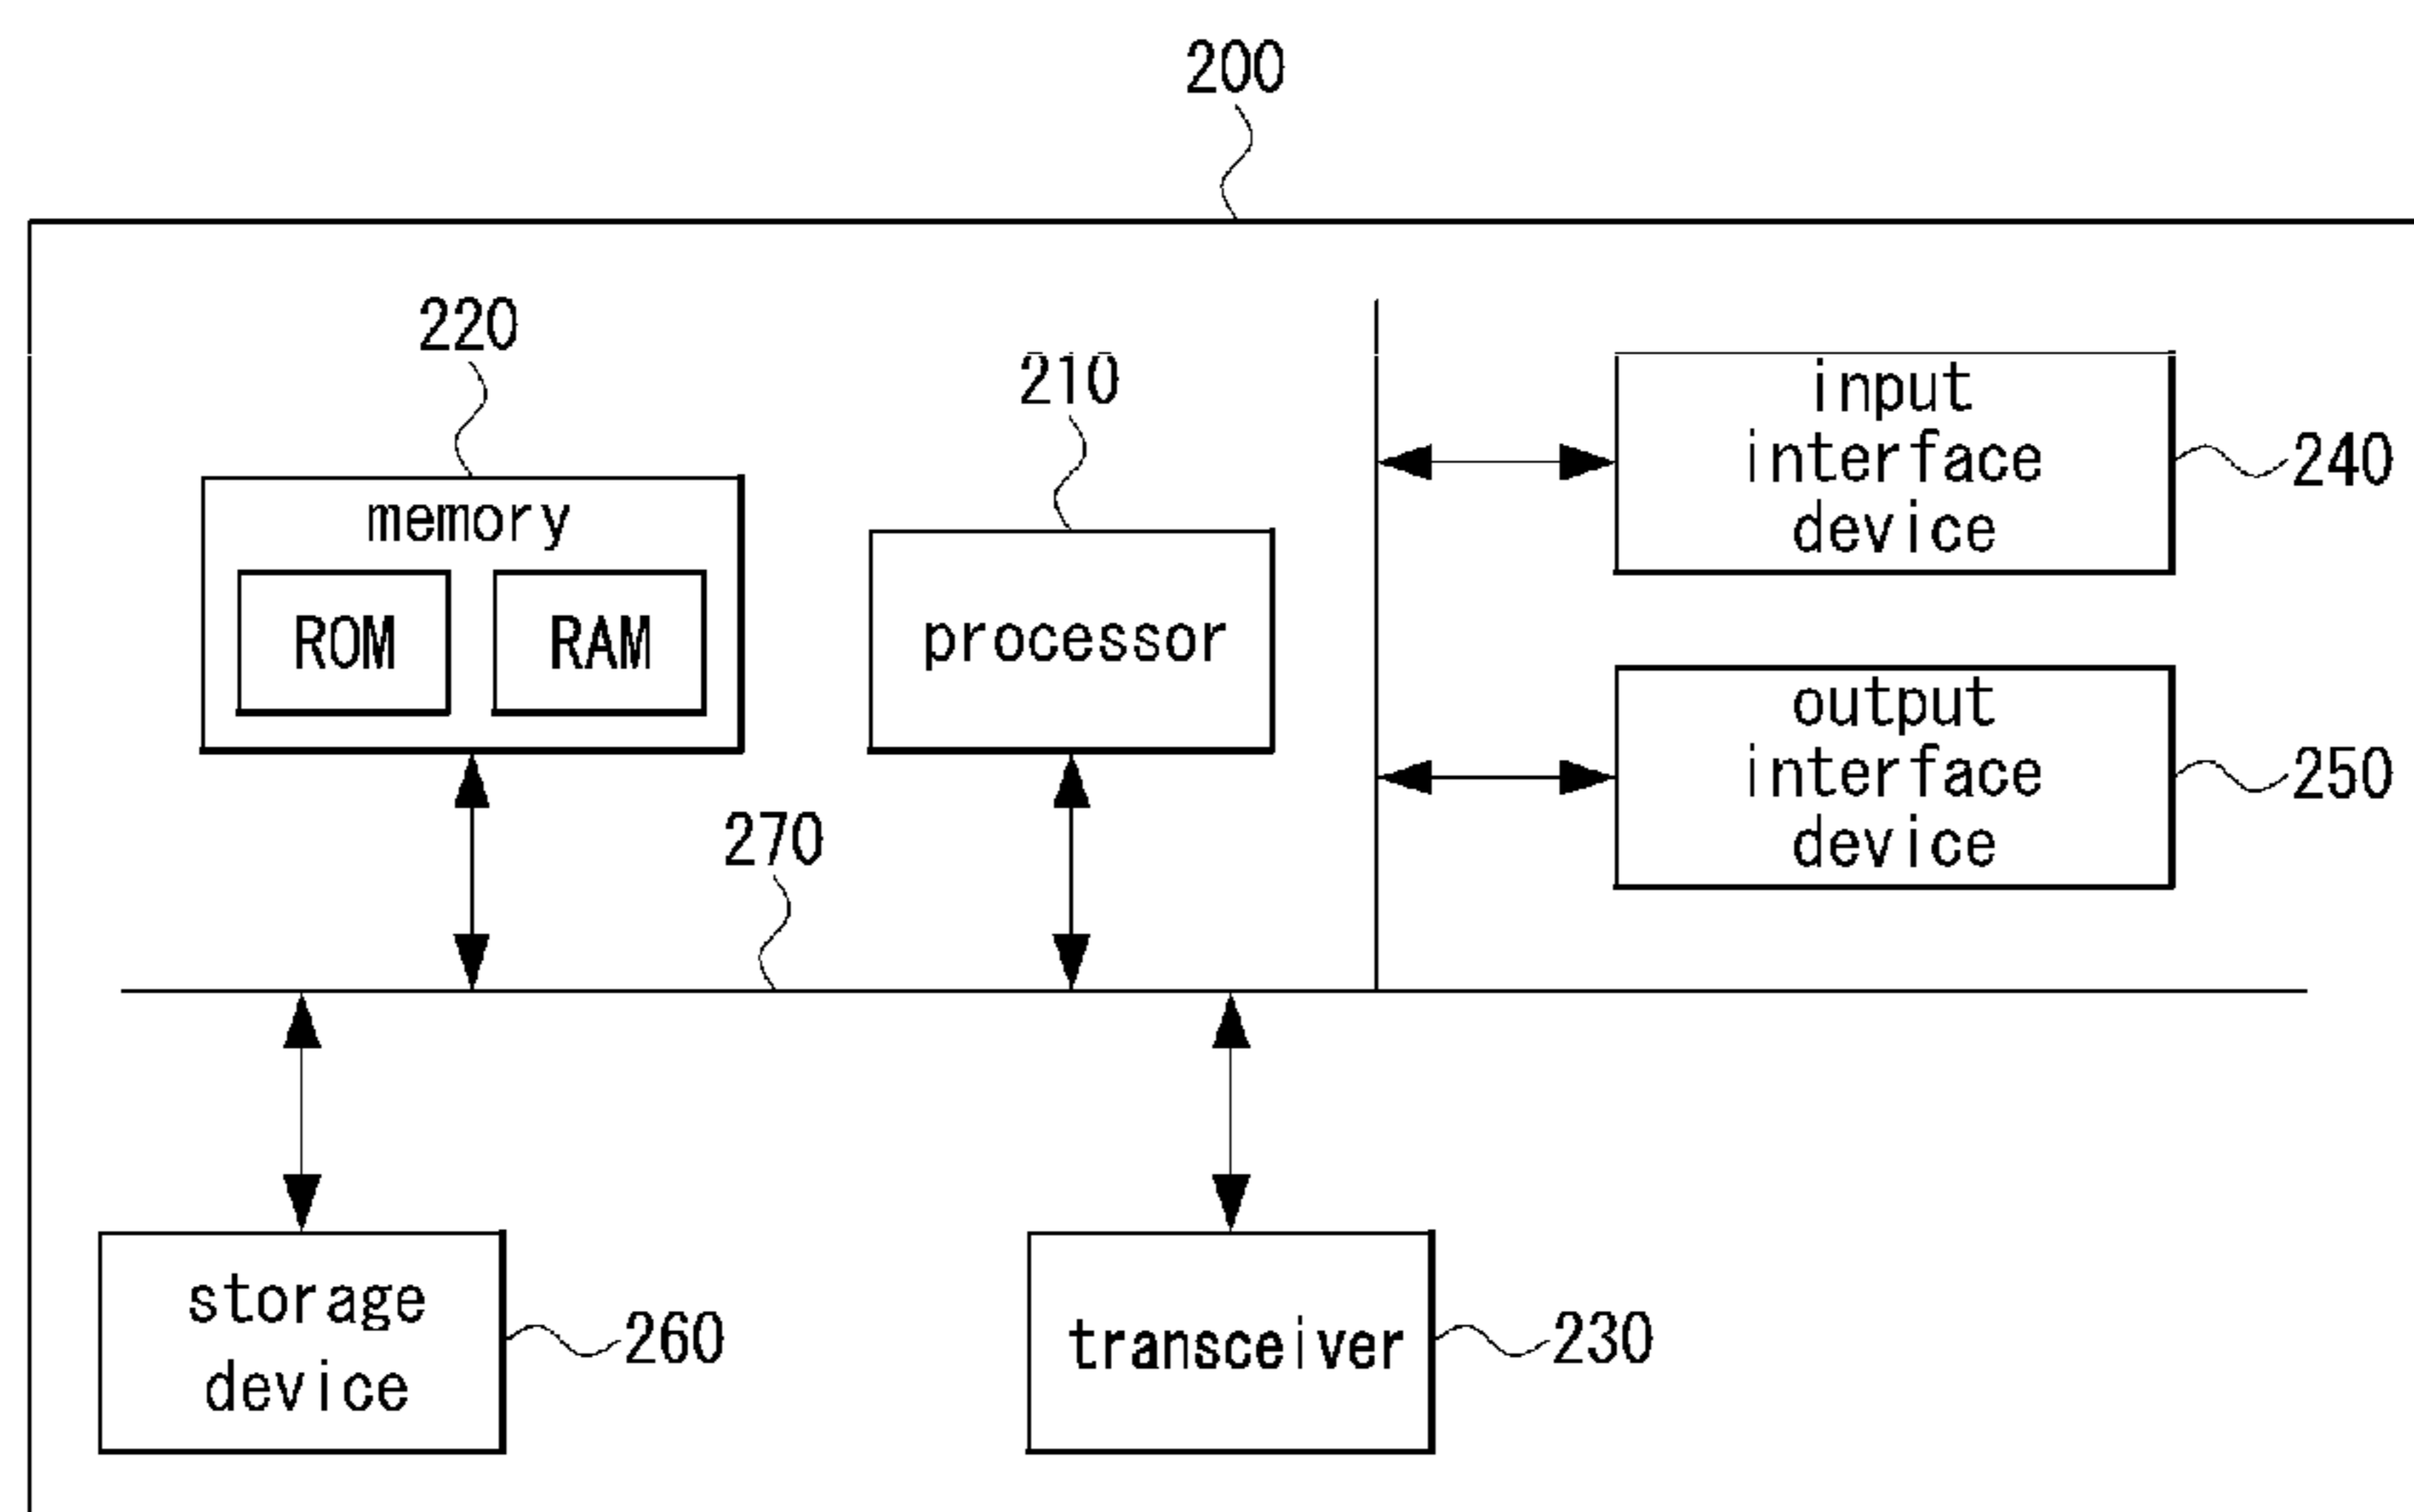 200
220
210
memory
ROM
RAM
processor
input
interface
device
240
output
interface
device
250
270
storage
device
260
transceiver
230